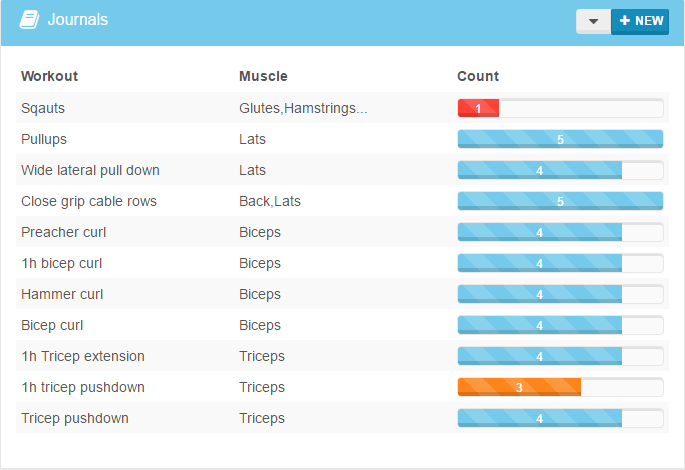 Journals
NEW
Workout Muscle Count
Sqauts Glutes,Hamstrings... 1
Pullups Lats 5
Wide lateral pull down Lats 4
Close grip cable rows Back,Lats 5
Preacher curl Biceps 4
1h bicep curl Biceps 4
Hammer curl Biceps 4
Bicep curl Biceps 4
1h Tricep extension Triceps 4
1h tricep pushdown Triceps 3
Tricep pushdown Triceps 4